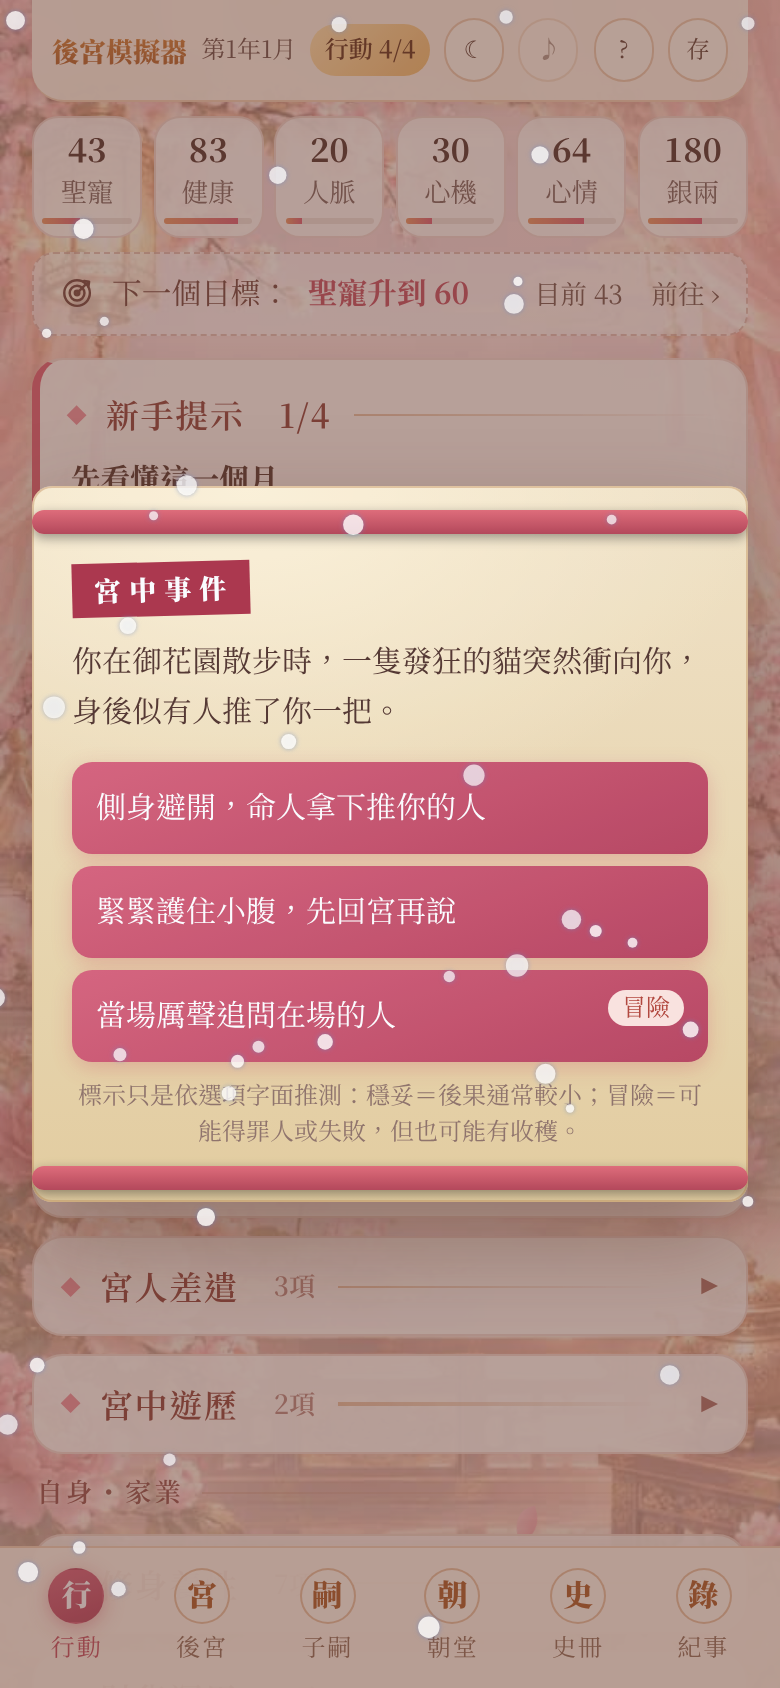 後宮模擬器 第1年1月 行動 4/4 ☾ ♪ ? 存
43 83 20 30 64 180
聖寵 健康 人脈 心機 心情 銀兩
下一個目標： 聖寵升到 60 目前 43 前往 ›
新手提示 1/4
先看懂這一個月
宮中事件
你在御花園散步時，一隻發狂的貓突然衝向你，
身後似有人推了你一把。
側身避開，命人拿下推你的人
緊緊護住小腹，先回宮再說
當場厲聲追問在場的人 冒險
標示只是依選項字面推測：穩妥＝後果通常較小；冒險＝可
能得罪人或失敗，但也可能有收穫。
宮人差遣 3項
宮中遊歷 2項
自身・家業
行 宮 嗣 朝 史 錄
行動 後宮 子嗣 朝堂 史冊 紀事